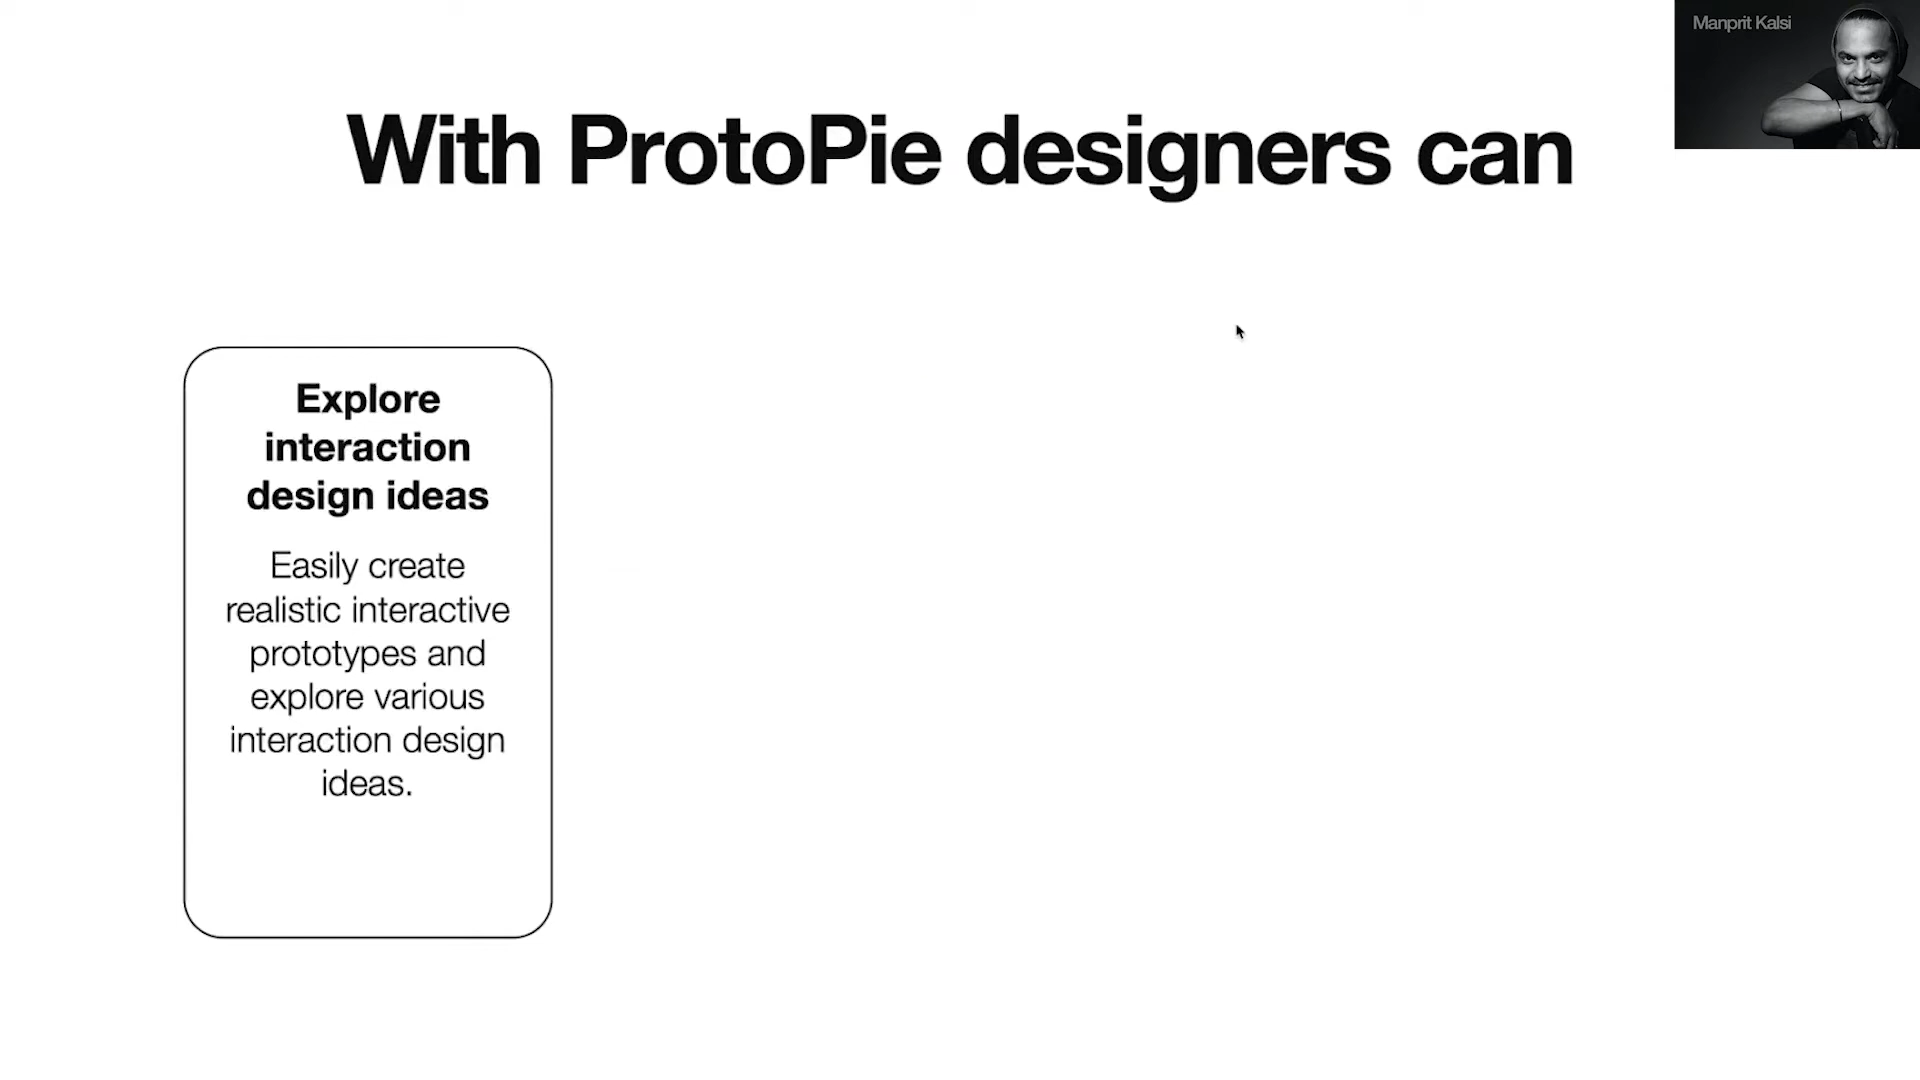 Manprit Kalsi
With ProtoPie designers can
Explore
interaction
design ideas
Easily create
realistic interactive
prototypes and
explore various
interaction design
ideas.